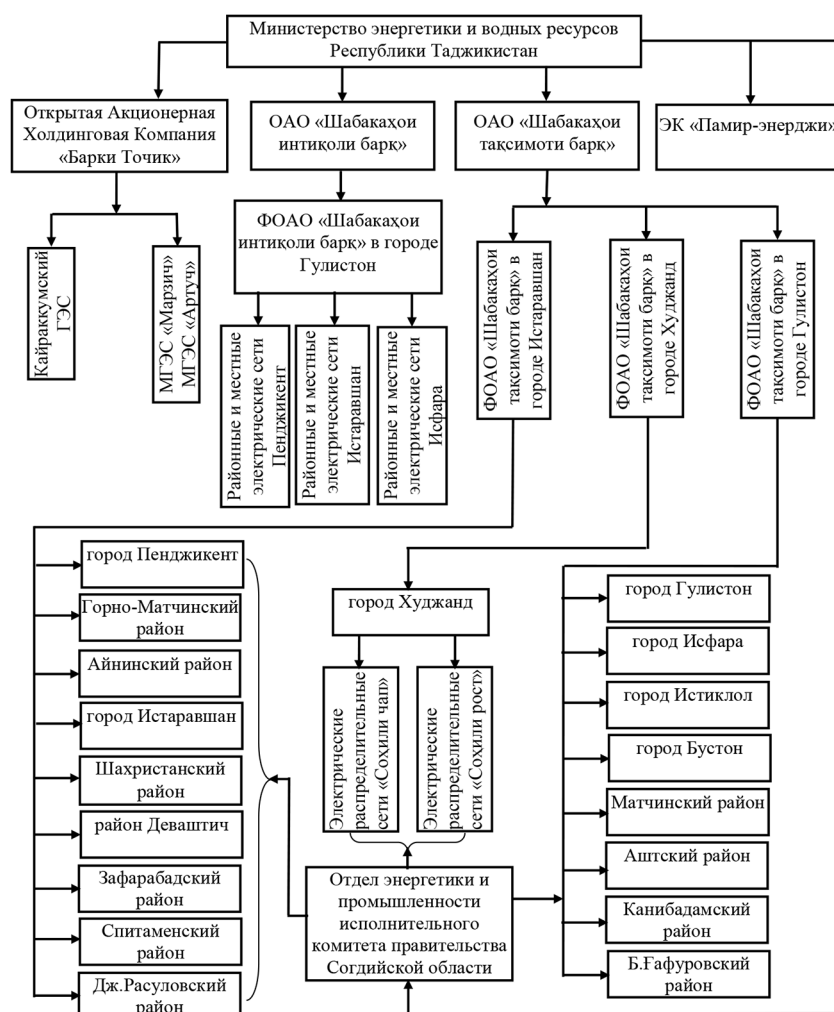 Министерство энергетики и водных ресурсов
Республики Таджикистан
Открытая Акционерная
Холдинговая Компания
«Барки Точик»
ОАО «Шабакаҳои
интиқоли барқ»
ОАО «Шабакаҳои
тақсимоти барқ»
ЭК «Памир-энерджи»
ФОАО «Шабакаҳои
интиқоли барқ» в городе
Гулистон
Кайраккумский
ГЭС
МГЭС «Марзич»
МГЭС «Артуч»
Районные и местные
электрические сети
Пенджикент
Районные и местные
электрические сети
Истаравшан
Районные и местные
электрические сети
Исфара
ФОАО «Шабакаҳои
тақсимоти барқ» в
городе Истаравшан
ФОАО «Шабакаҳои
тақсимоти барқ» в
городе Худжанд
ФОАО «Шабакаҳои
тақсимоти барқ» в
городе Гулистон
город Пенджикент
Горно-Матчинский
район
Айнинский район
город Истаравшан
Шахристанский
район
район Деваштич
Зафарабадский
район
Спитаменский
район
Дж.Расуловский
район
город Худжанд
Электрические
распределительные
сети «Соҳили чап»
Электрические
распределительные
сети «Соҳили рост»
Отдел энергетики и
промышленности
исполнительного
комитета правительства
Согдийской области
город Гулистон
город Исфара
город Истиклол
город Бустон
Матчинский район
Аштский район
Канибадамский
район
Б.Ғафуровский
район